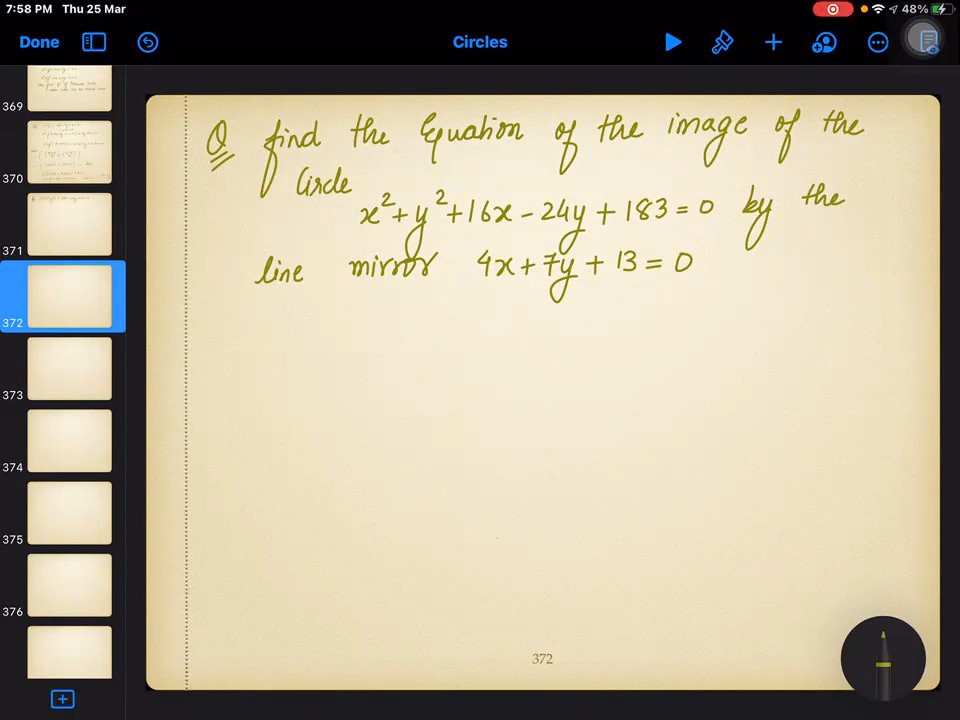 7:58 PM Thu 25 Mar
48%
Done
Circles
369
370
371
372
373
374
375
376
Q find the Equation of the image of the
Circle
x²+y²+16x-24y+183=0 by the
line mirror 4x+7y+13=0
372